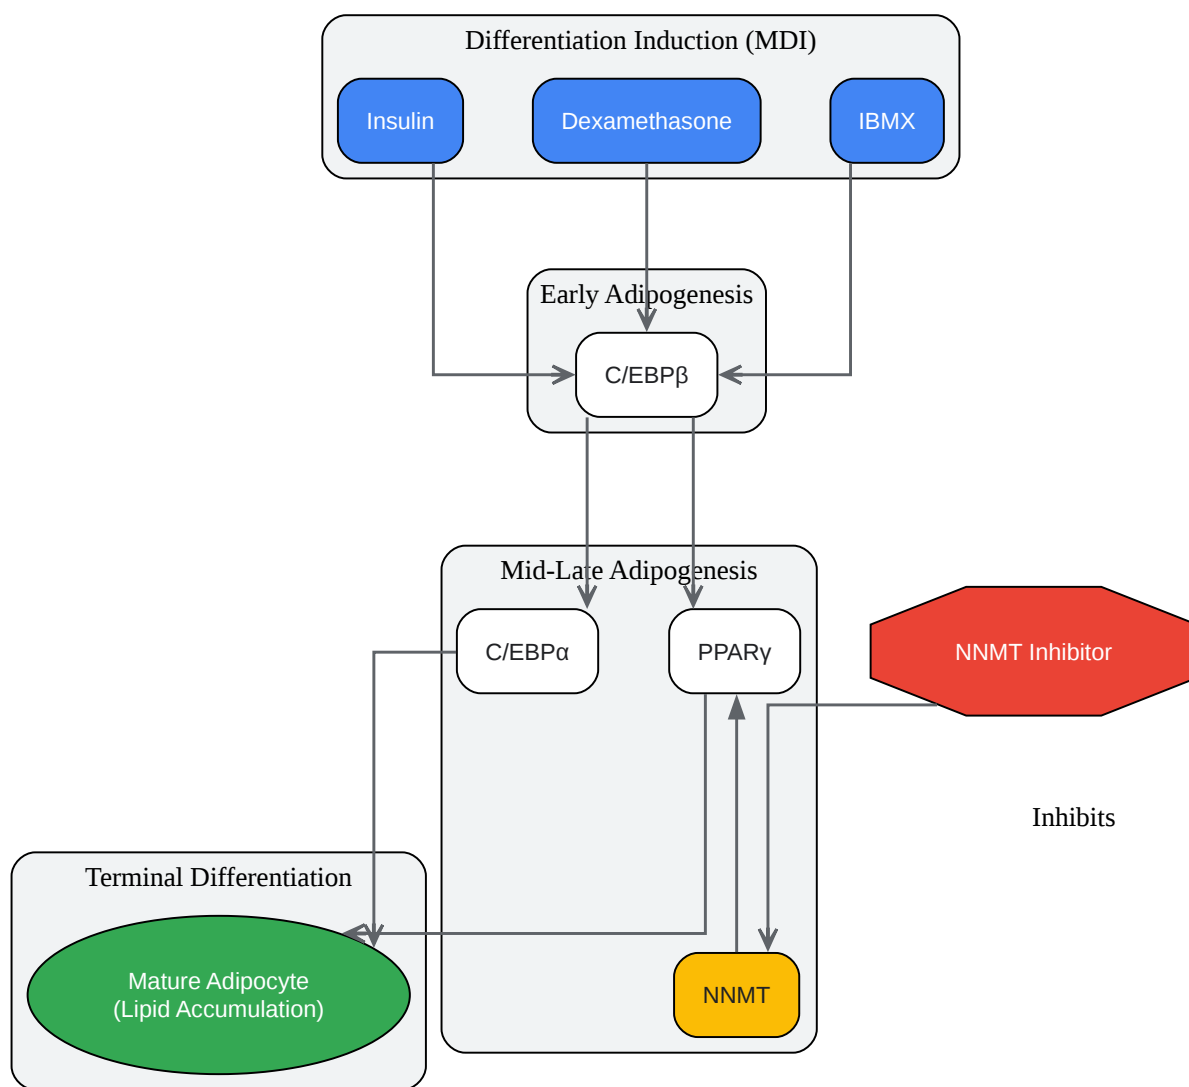 Differentiation Induction (MDI)
Insulin
Dexamethasone
IBMX
Early Adipogenesis
C/EBPβ
Mid-Late Adipogenesis
C/EBPα
PPARγ
NNMT Inhibitor
Inhibits
Terminal Differentiation
Mature Adipocyte
(Lipid Accumulation)
NNMT